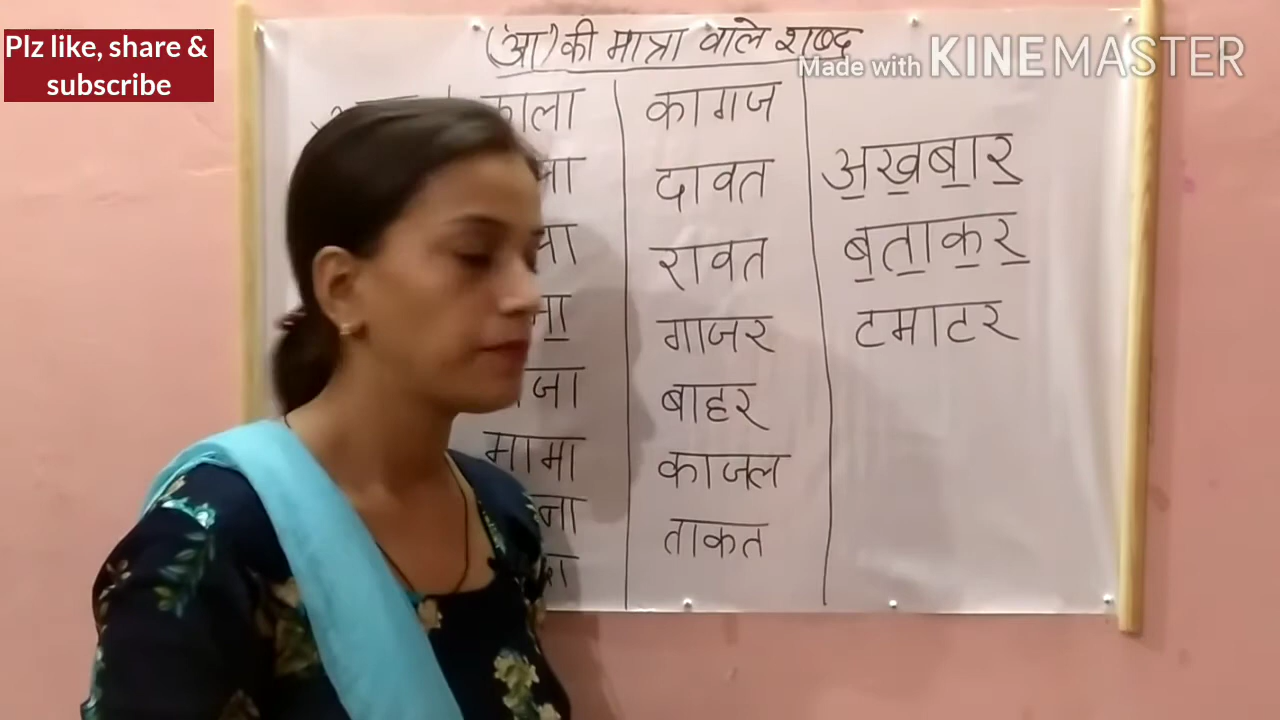 Plz like, share &
subscribe
(आ) की मात्रा वाले शब्द
Made with KINEMASTER
काला
मामा
कागज
दावत
रावत
गाजर
बाहर
काजल
ताकत
अखबार
बताकर
टमाटर